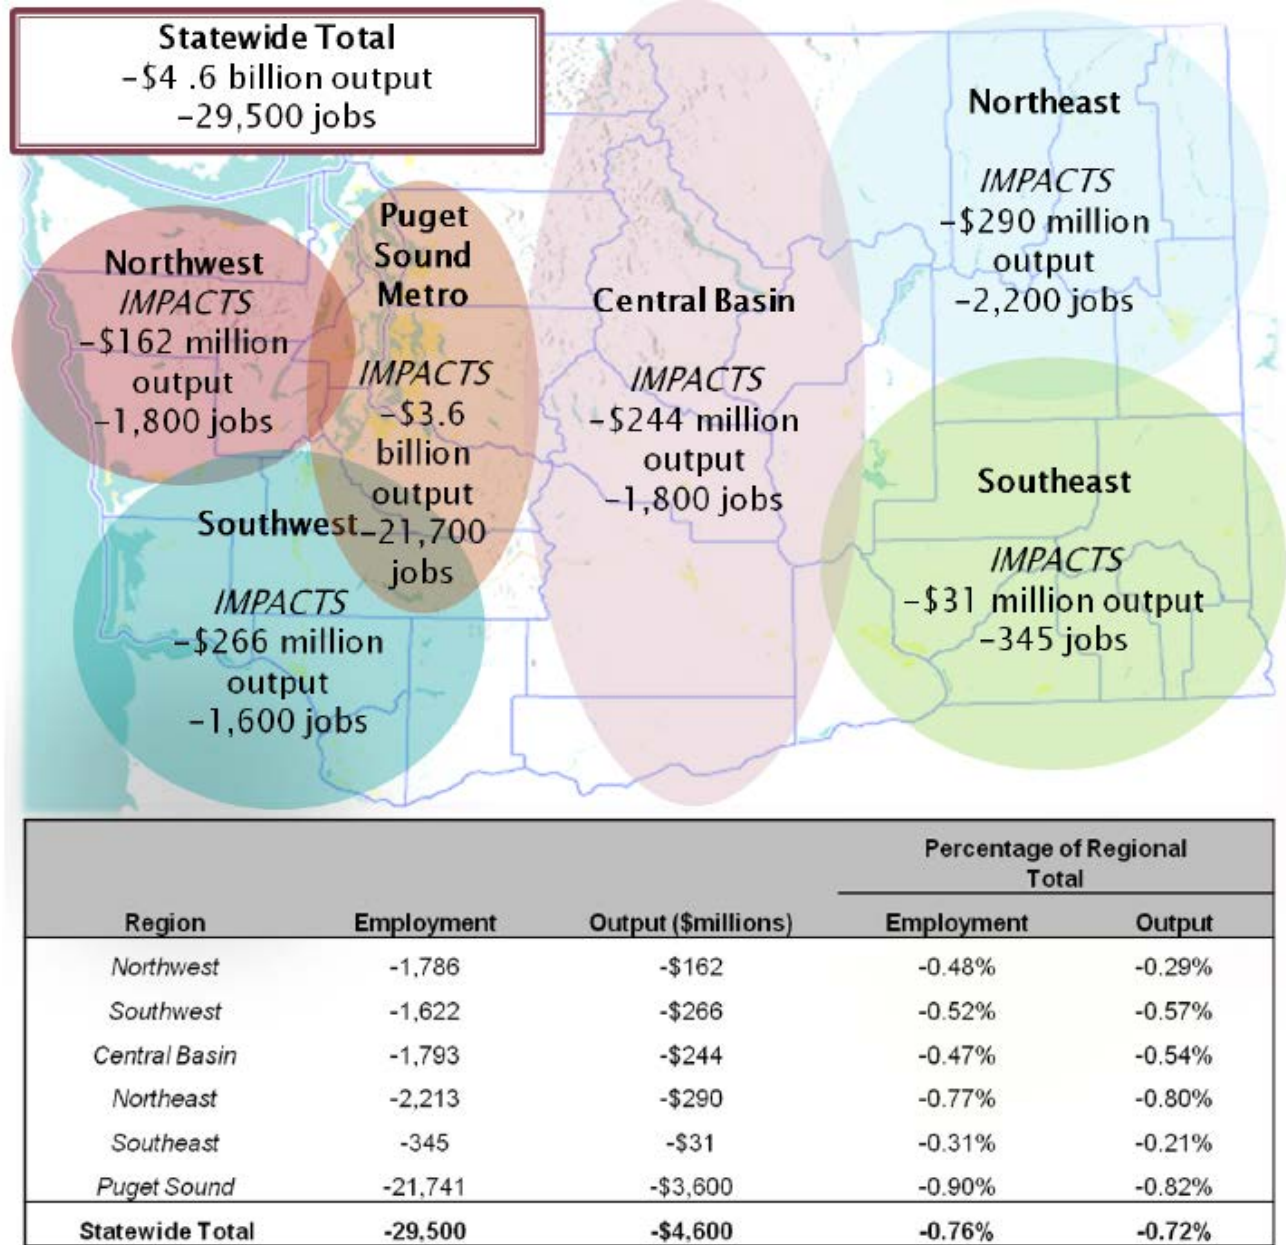 Statewide Total
-$4 .6 billion output
-29,500 jobs
Northwest
IMPACTS
-$162 million
output
-1,800 jobs
Puget
Sound
Metro
IMPACTS
-$3.6
billion
output
-21,700
jobs
Southwest
IMPACTS
-$266 million
output
-1,600 jobs
Central Basin
IMPACTS
-$244 million
output
-1,800 jobs
Northeast
IMPACTS
-$290 million
output
-2,200 jobs
Southeast
IMPACTS
-$31 million output
-345 jobs
Percentage of Regional
Total
Region Employment Output ($millions) Employment Output
Northwest -1,786 -$162 -0.48% -0.29%
Southwest -1,622 -$266 -0.52% -0.57%
Central Basin -1,793 -$244 -0.47% -0.54%
Northeast -2,213 -$290 -0.77% -0.80%
Southeast -345 -$31 -0.31% -0.21%
Puget Sound -21,741 -$3,600 -0.90% -0.82%
Statewide Total -29,500 -$4,600 -0.76% -0.72%